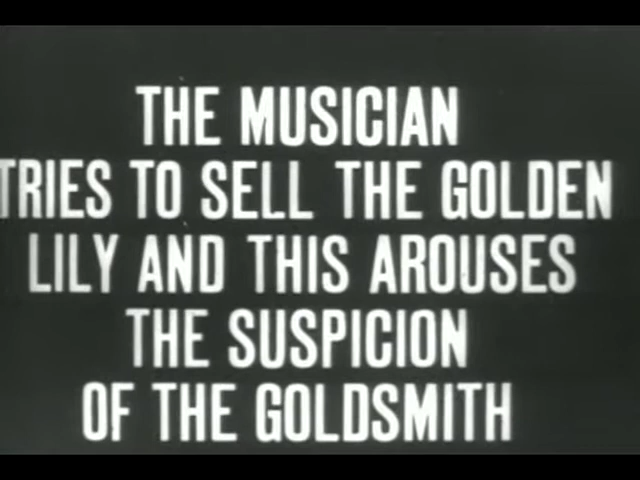 THE MUSICIAN
TRIES TO SELL THE GOLDEN
LILY AND THIS AROUSES
THE SUSPICION
OF THE GOLDSMITH